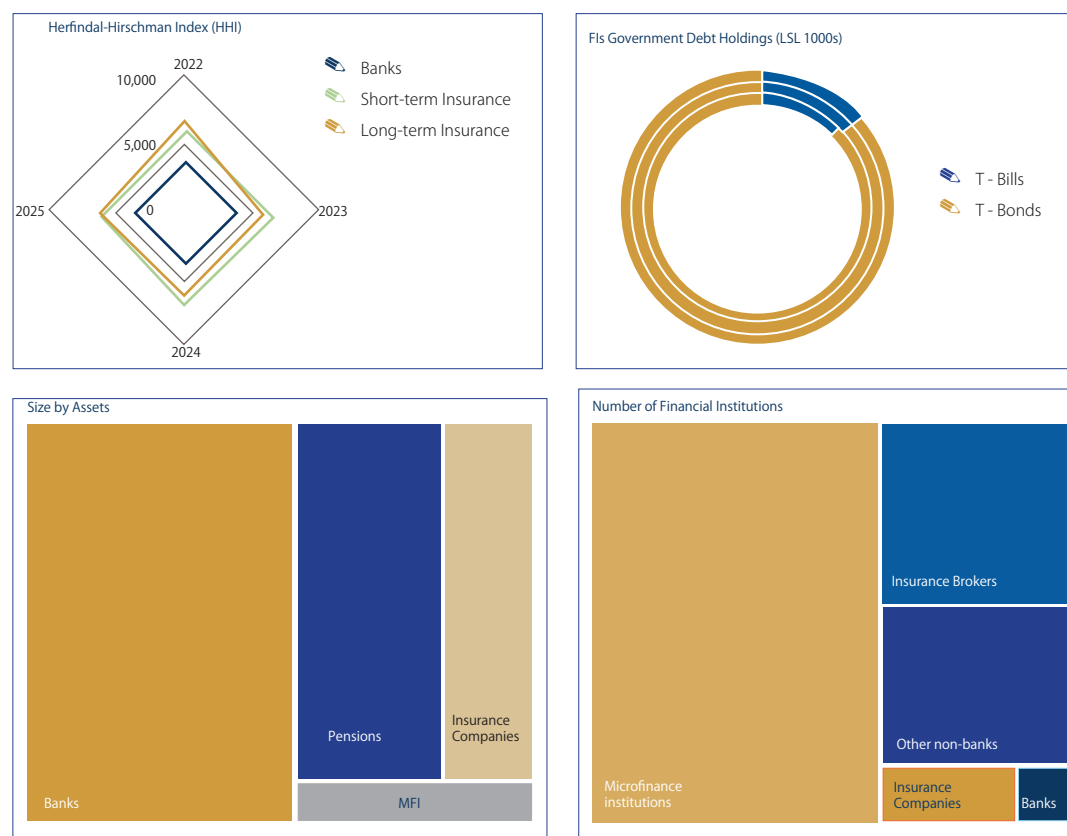 Herfindal-Hirschman Index (HHI)
2022
10,000
5,000
0
2025
2023
2024
Banks
Short-term Insurance
Long-term Insurance
FIs Government Debt Holdings (LSL 1000s)
T - Bills
T - Bonds
Size by Assets
Banks
Pensions
Insurance
Companies
MFI
Number of Financial Institutions
Microfinance
institutions
Insurance Brokers
Other non-banks
Insurance
Companies
Banks